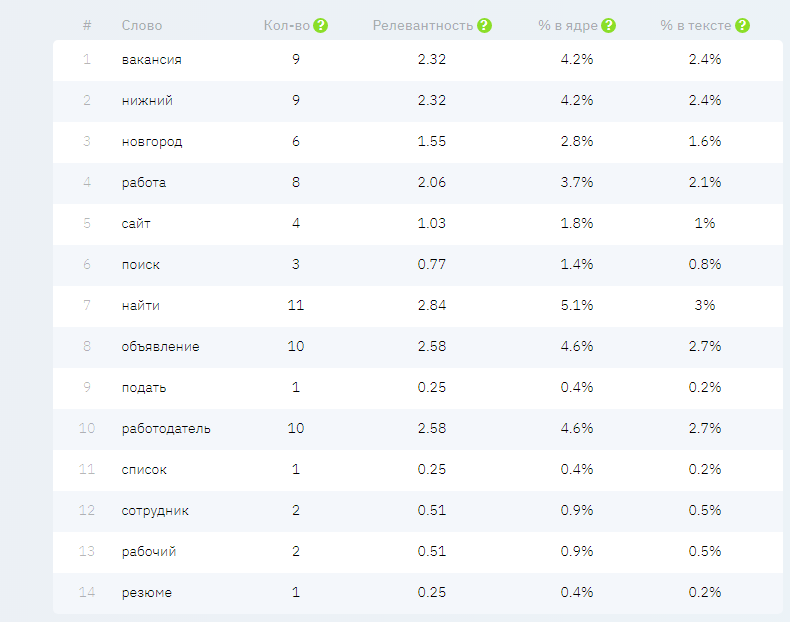 # Слово Кол-во ? Релевантность ? % в ядре ? % в тексте ?
1 вакансия 9 2.32 4.2% 2.4%
2 нижний 9 2.32 4.2% 2.4%
3 новгород 6 1.55 2.8% 1.6%
4 работа 8 2.06 3.7% 2.1%
5 сайт 4 1.03 1.8% 1%
6 поиск 3 0.77 1.4% 0.8%
7 найти 11 2.84 5.1% 3%
8 объявление 10 2.58 4.6% 2.7%
9 подать 1 0.25 0.4% 0.2%
10 работодатель 10 2.58 4.6% 2.7%
11 список 1 0.25 0.4% 0.2%
12 сотрудник 2 0.51 0.9% 0.5%
13 рабочий 2 0.51 0.9% 0.5%
14 резюме 1 0.25 0.4% 0.2%